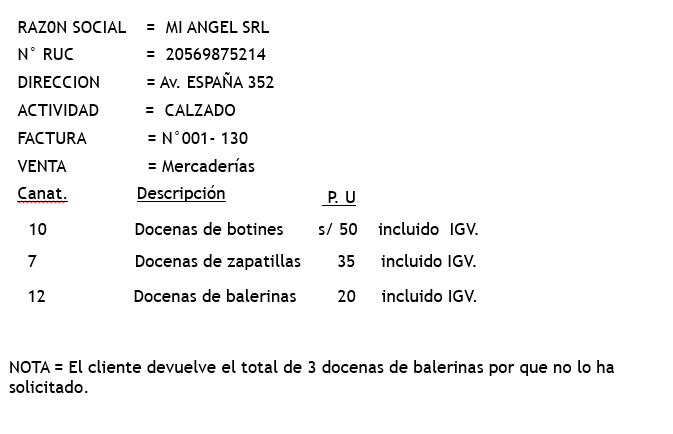 RAZ0N SOCIAL = MI ANGEL SRL
N° RUC = 20569875214
DIRECCION = Av. ESPAÑA 352
ACTIVIDAD = CALZADO
FACTURA = N°001- 130
VENTA = Mercaderías
Canat. Descripción P. U
10 Docenas de botines s/ 50 incluido IGV.
7 Docenas de zapatillas 35 incluido IGV.
12 Docenas de balerinas 20 incluido IGV.
NOTA = El cliente devuelve el total de 3 docenas de balerinas por que no lo ha
solicitado.